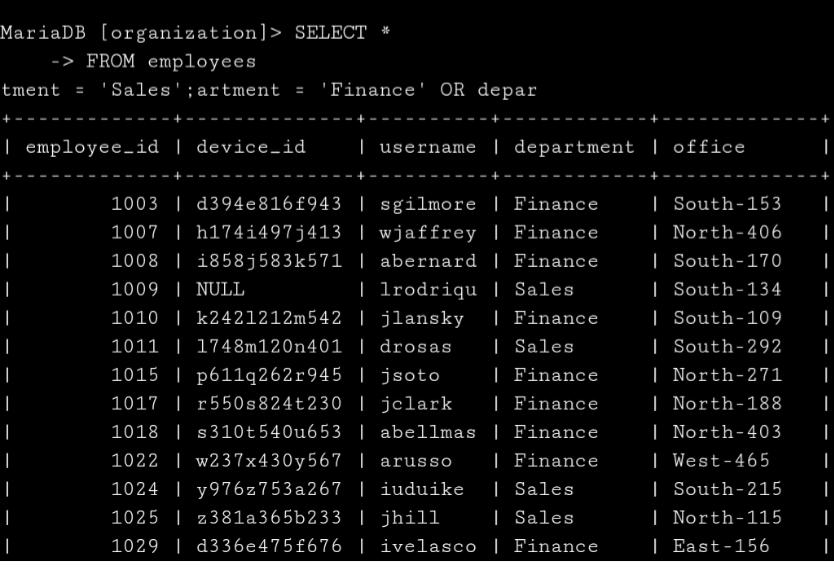 MariaDB [organization]> SELECT *
    -> FROM employees
tment = 'Sales';artment = 'Finance' OR depar
+-------------+--------------+----------+------------+-------------+
| employee_id | device_id    | username | department | office      |
+-------------+--------------+----------+------------+-------------+
|        1003 | d394e816f943 | sgilmore | Finance    | South-153   |
|        1007 | h174i497j413 | wjaffrey | Finance    | North-406   |
|        1008 | i858j583k571 | abernard | Finance    | South-170   |
|        1009 | NULL         | lrodriqu | Sales      | South-134   |
|        1010 | k242l212m542 | jlansky  | Finance    | South-109   |
|        1011 | l748m120n401 | drosas   | Sales      | South-292   |
|        1015 | p611q262r945 | jsoto    | Finance    | North-271   |
|        1017 | r550s824t230 | jclark   | Finance    | North-188   |
|        1018 | s310t540u653 | abellmas | Finance    | North-403   |
|        1022 | w237x430y567 | arusso   | Finance    | West-465    |
|        1024 | y976z753a267 | iuduike  | Sales      | South-215   |
|        1025 | z381a365b233 | jhill    | Sales      | North-115   |
|        1029 | d336e475f676 | ivelasco | Finance    | East-156    |